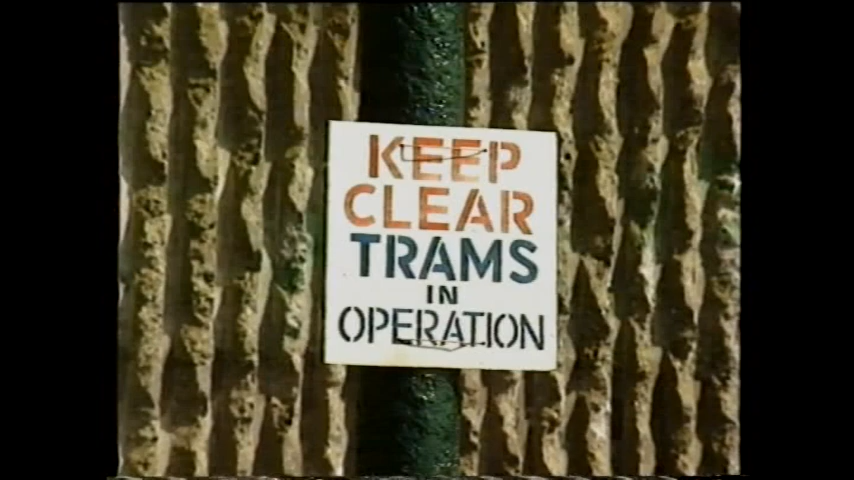 KEEP
CLEAR
TRAMS
IN
OPERATION